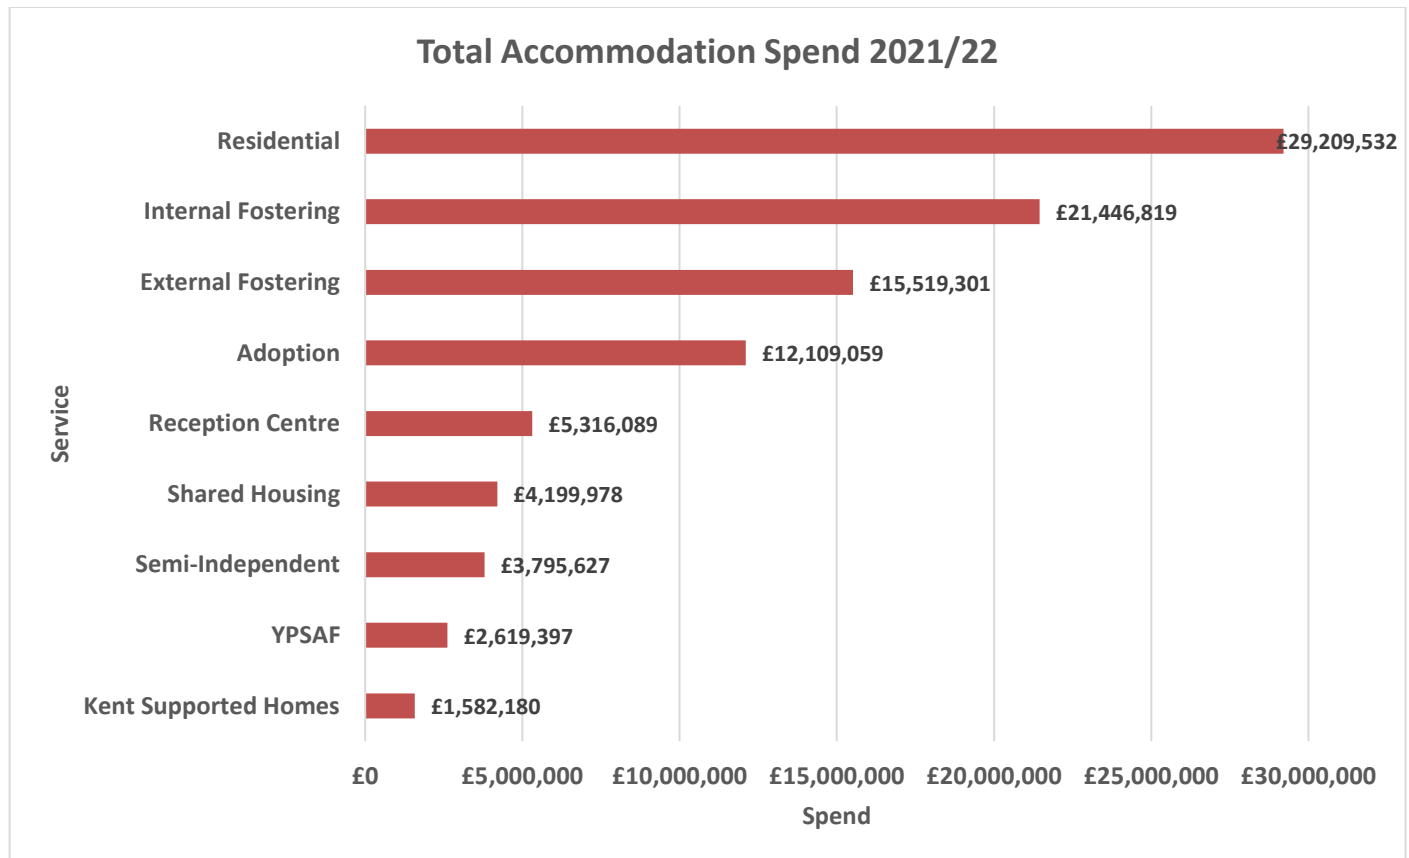 Total Accommodation Spend 2021/22
Residential £29,209,532
Internal Fostering £21,446,819
External Fostering £15,519,301
Adoption £12,109,059
Reception Centre £5,316,089
Shared Housing £4,199,978
Semi-Independent £3,795,627
YPSAF £2,619,397
Kent Supported Homes £1,582,180
Service
£0 £5,000,000 £10,000,000 £15,000,000 £20,000,000 £25,000,000 £30,000,000
Spend